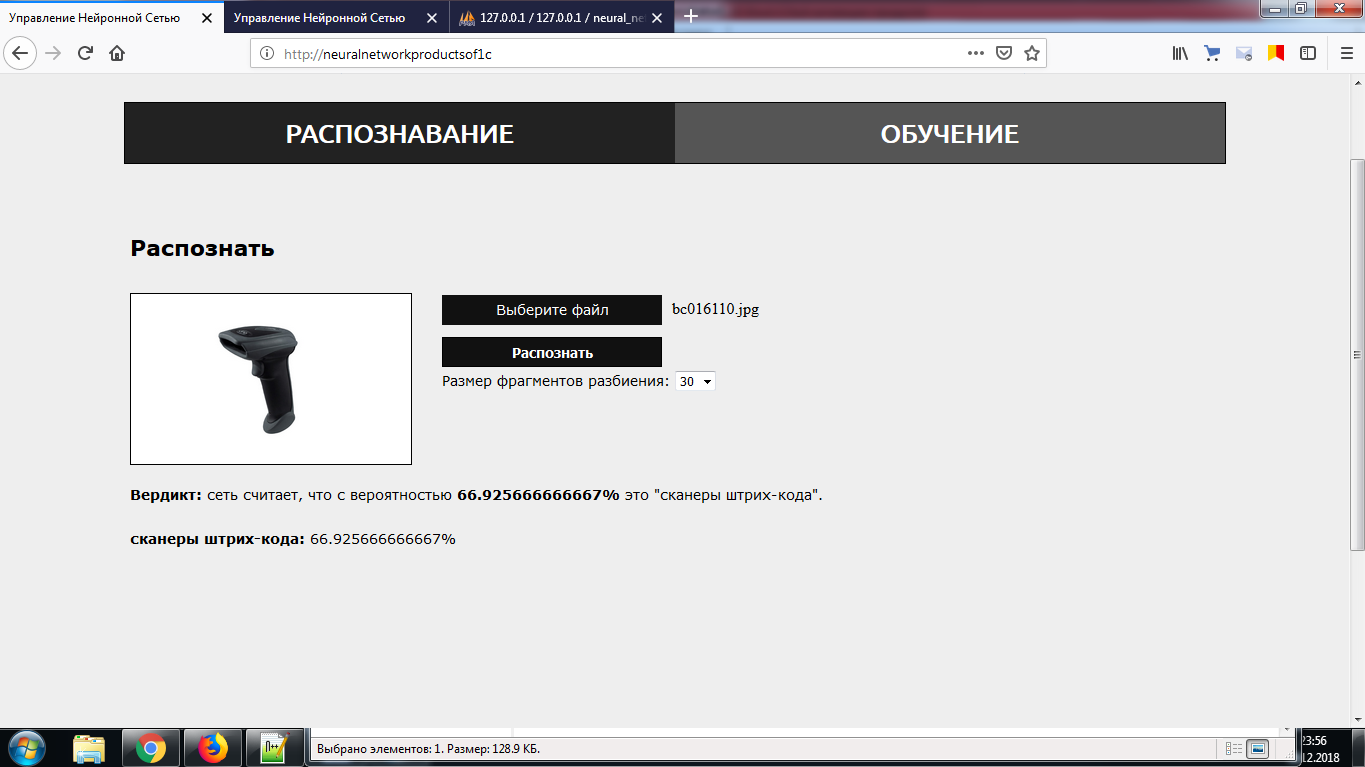 Управление Нейронной Сетью
Управление Нейронной Сетью
127.0.0.1 / 127.0.0.1 / neural_ne
http://neuralnetworkproductsof1c
РАСПОЗНАВАНИЕ
ОБУЧЕНИЕ
Распознать
Выберите файл
bc016110.jpg
Распознать
Размер фрагментов разбиения: 30
Вердикт: сеть считает, что с вероятностью 66.925666666667% это "сканеры штрих-кода".
сканеры штрих-кода: 66.925666666667%
Выбрано элементов: 1. Размер: 128.9 КБ.
23:56
.12.2018